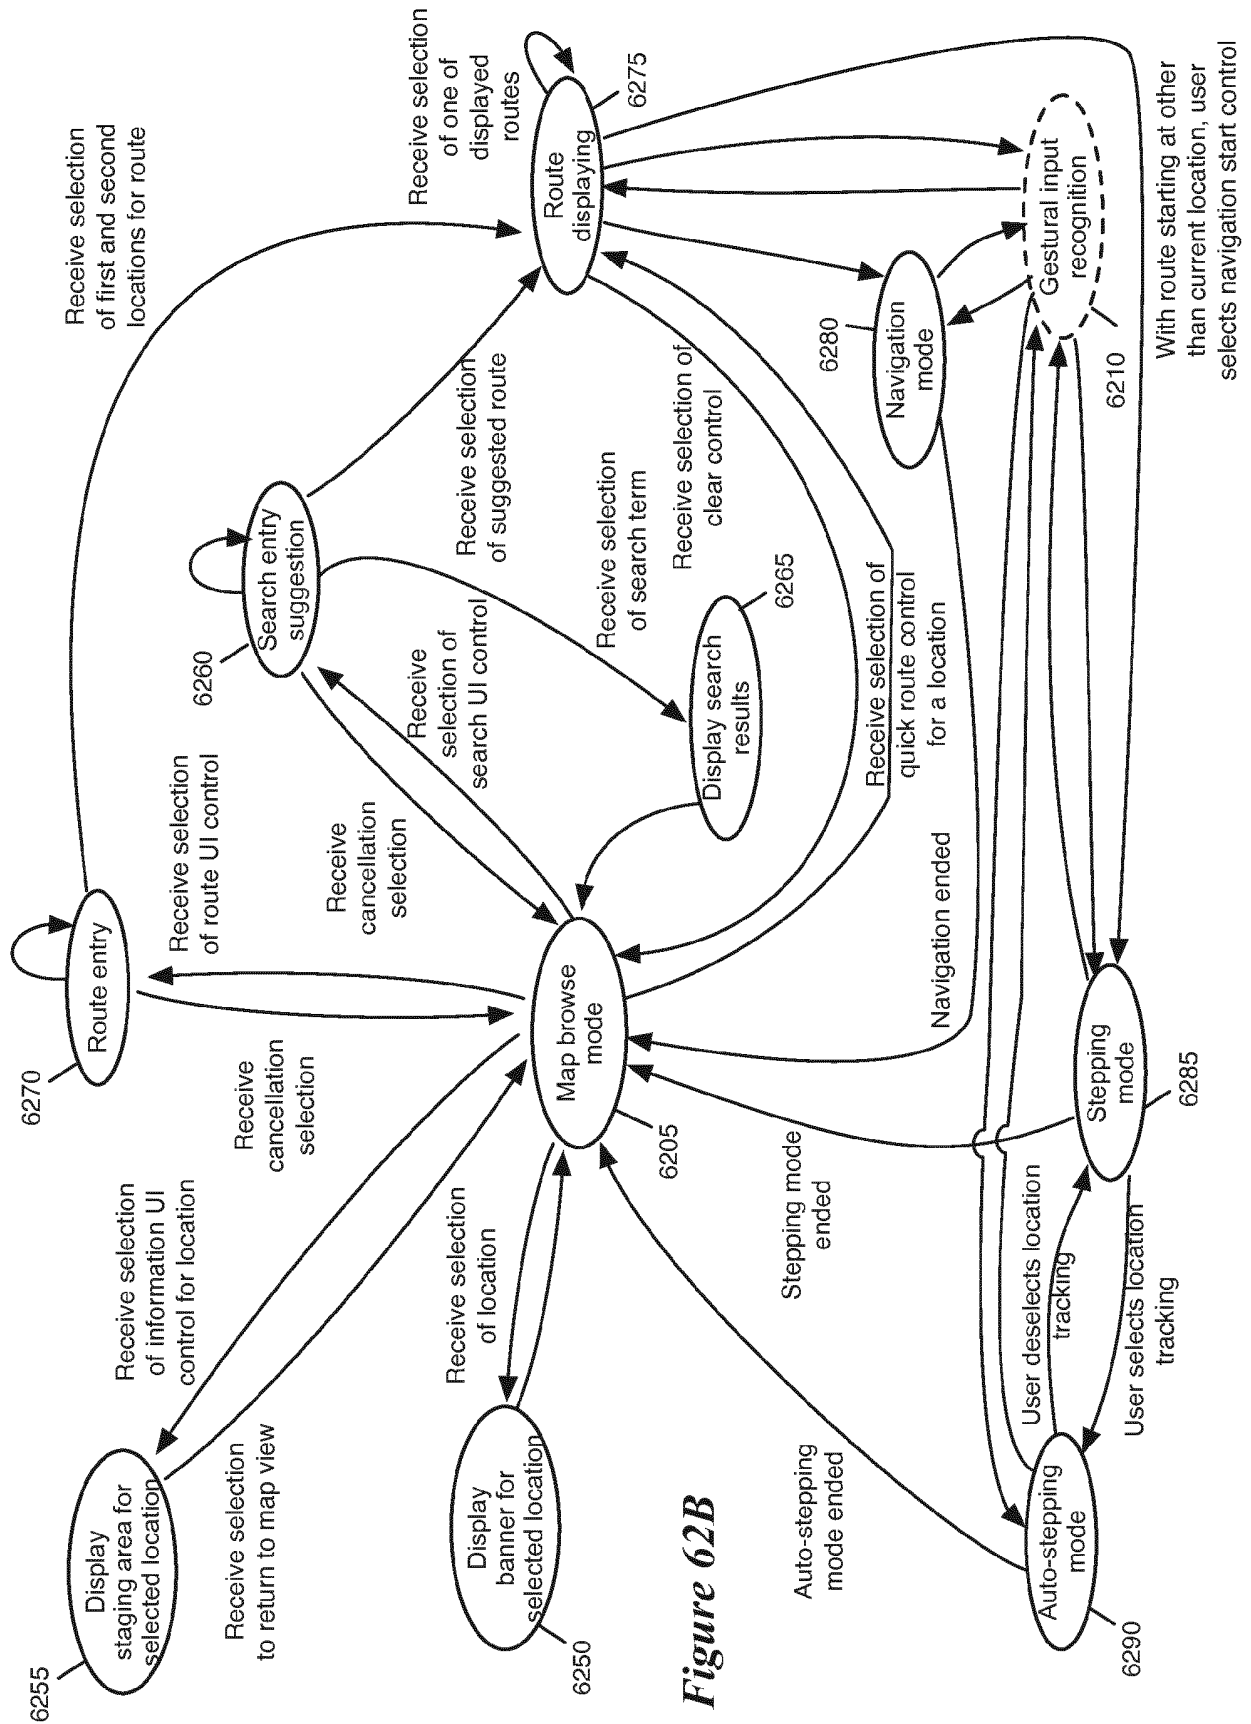 6255
Display
staging area for
selected location
Receive selection
to return to map view
Receive selection
of information UI
control for location
6270
Route entry
Receive
cancellation
selection
Receive selection
of route UI control
Receive selection
of first and second
locations for route
6260
Search entry
suggestion
Receive
cancellation
selection
Receive
selection of
search UI control
Receive selection
of suggested route
Receive selection
of one of
displayed
routes
Route
displaying
6275
6250
Display
banner for
selected location
Receive selection
of location
Map browse
mode
6205
Display search
results
6265
Receive selection
of search term
Receive selection of
clear control
Receive selection of
quick route control
for a location
6280
Navigation
mode
Navigation ended
Stepping mode
ended
Auto-stepping
mode ended
6290
Auto-stepping
mode
User deselects location
tracking
User selects location
tracking
Stepping
mode
6285
Gestural input
recognition
6210
With route starting at other
than current location, user
selects navigation start control
Figure 62B